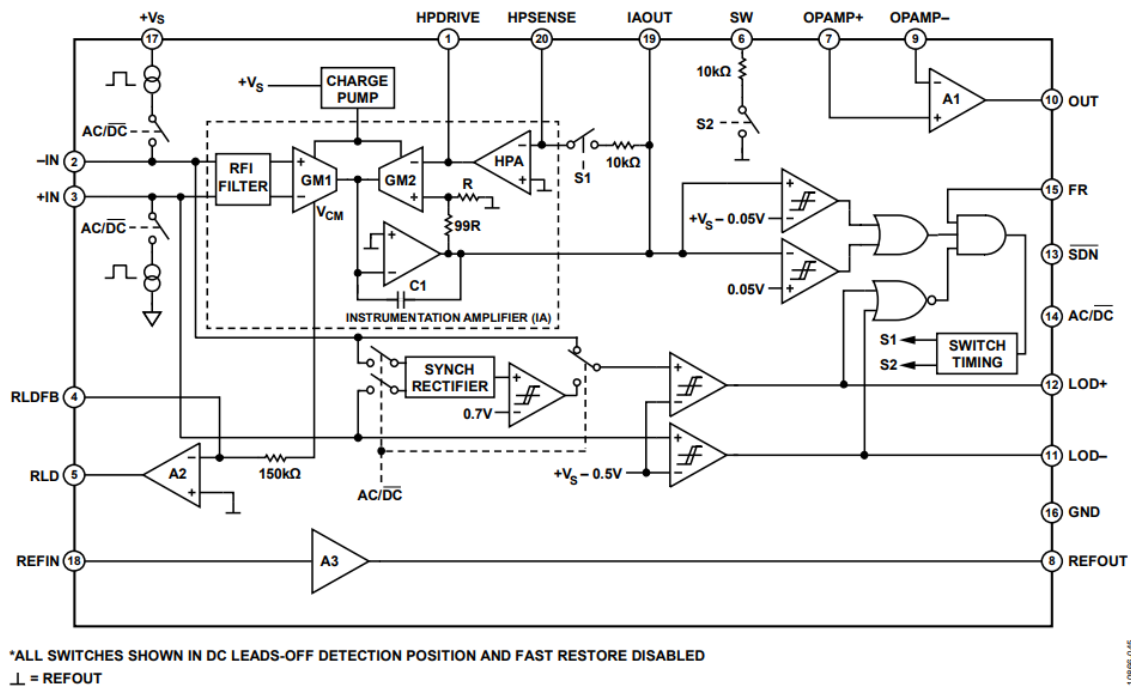 +VS
HPDRIVE
HPSENSE
IAOUT
SW
OPAMP+
OPAMP–
17
1
20
19
6
7
9
+VS
CHARGE
PUMP
10kΩ
A1
10
OUT
AC/DC
S2
–IN
2
RFI
FILTER
GM1
GM2
HPA
10kΩ
S1
+IN
3
VCM
R
15
FR
AC/DC
99R
+VS – 0.05V
13
SDN
C1
0.05V
INSTRUMENTATION AMPLIFIER (IA)
14
AC/DC
S1
S2
SWITCH
TIMING
SYNCH
RECTIFIER
0.7V
12
LOD+
RLDFB
4
+VS – 0.5V
11
LOD–
RLD
5
A2
150kΩ
AC/DC
16
GND
REFIN
18
A3
8
REFOUT
*ALL SWITCHES SHOWN IN DC LEADS-OFF DETECTION POSITION AND FAST RESTORE DISABLED
= REFOUT